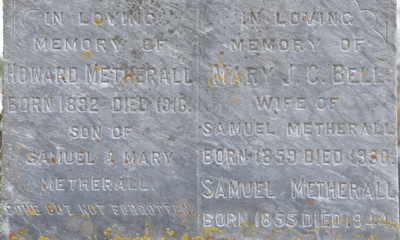 IN LOVING
MEMORY OF
HOWARD METHERALL
BORN 1892 DIED 1916.
SON OF
SAMUEL & MARY
METHERALL.
GONE BUT NOT FORGOTTEN
IN LOVING
MEMORY OF
MARY J. C. BELL
WIFE OF
SAMUEL METHERALL
BORN 1859 DIED 1930.
SAMUEL METHERALL
BORN 1855 DIED